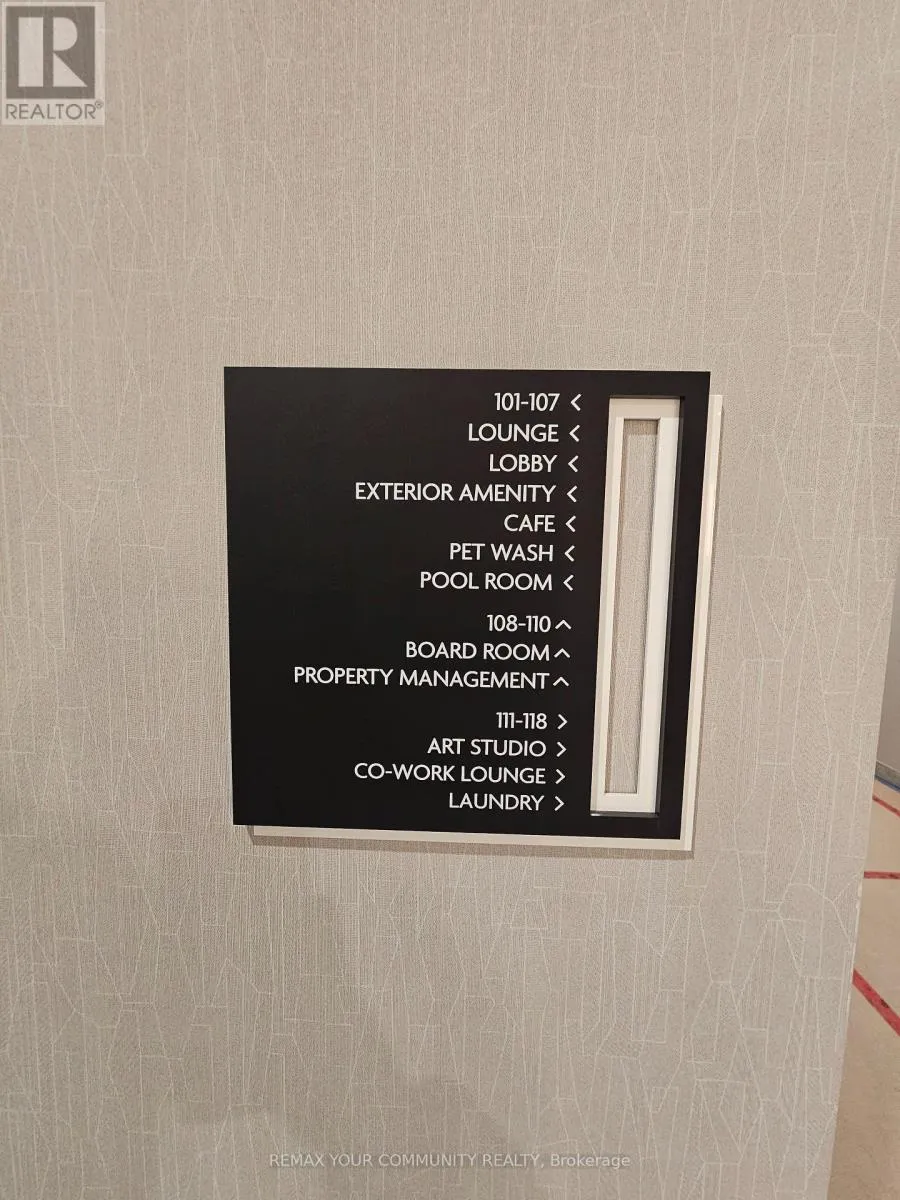 R
REALTOR®
101-107 <
LOUNGE <
LOBBY <
EXTERIOR AMENITY <
CAFE <
PET WASH <
POOL ROOM <
108-110 ^
BOARD ROOM ^
PROPERTY MANAGEMENT ^
111-118 >
ART STUDIO >
CO-WORK LOUNGE >
LAUNDRY >
REMAX YOUR COMMUNITY REALTY, Brokerage